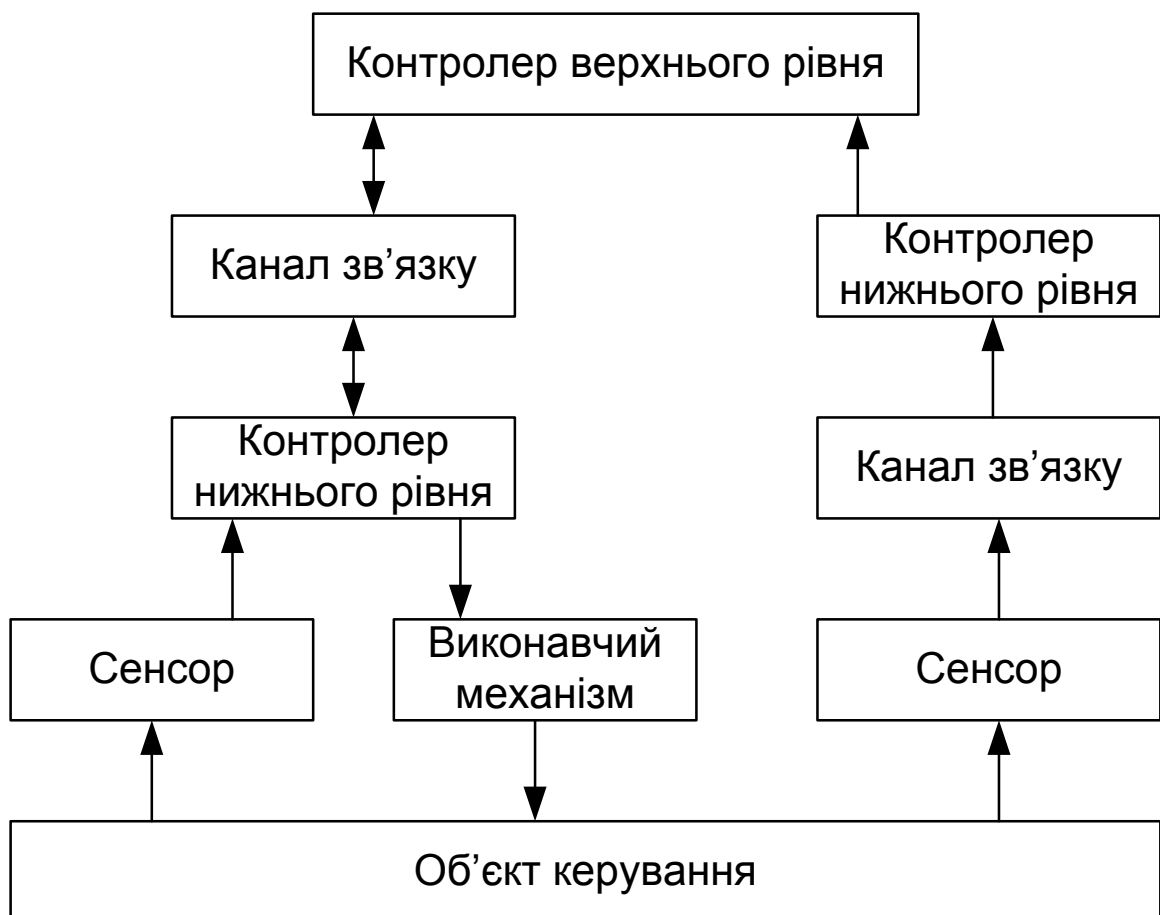 Контролер верхнього рівня
Канал зв’язку
Контролер
нижнього рівня
Контролер
нижнього рівня
Канал зв’язку
Сенсор
Виконавчий
механізм
Сенсор
Об’єкт керування